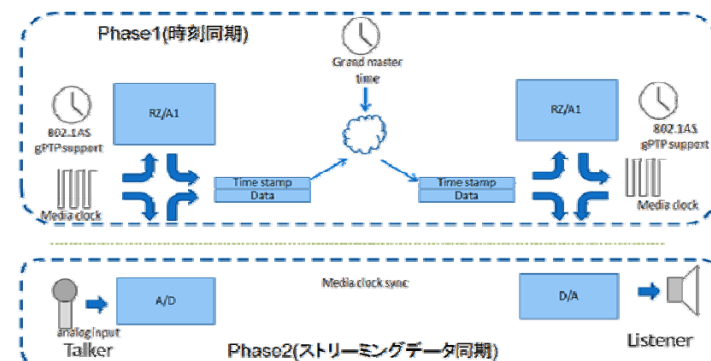 Phase1(時刻同期)
Grand master
time
RZ/A1
RZ/A1
802.1AS
gPTP support
802.1AS
gPTP support
Time stamp
Data
Time stamp
Data
Media clock
Media clock
A/D
Media clock sync
D/A
analog input
Talker
Listener
Phase2(ストリーミングデータ同期)